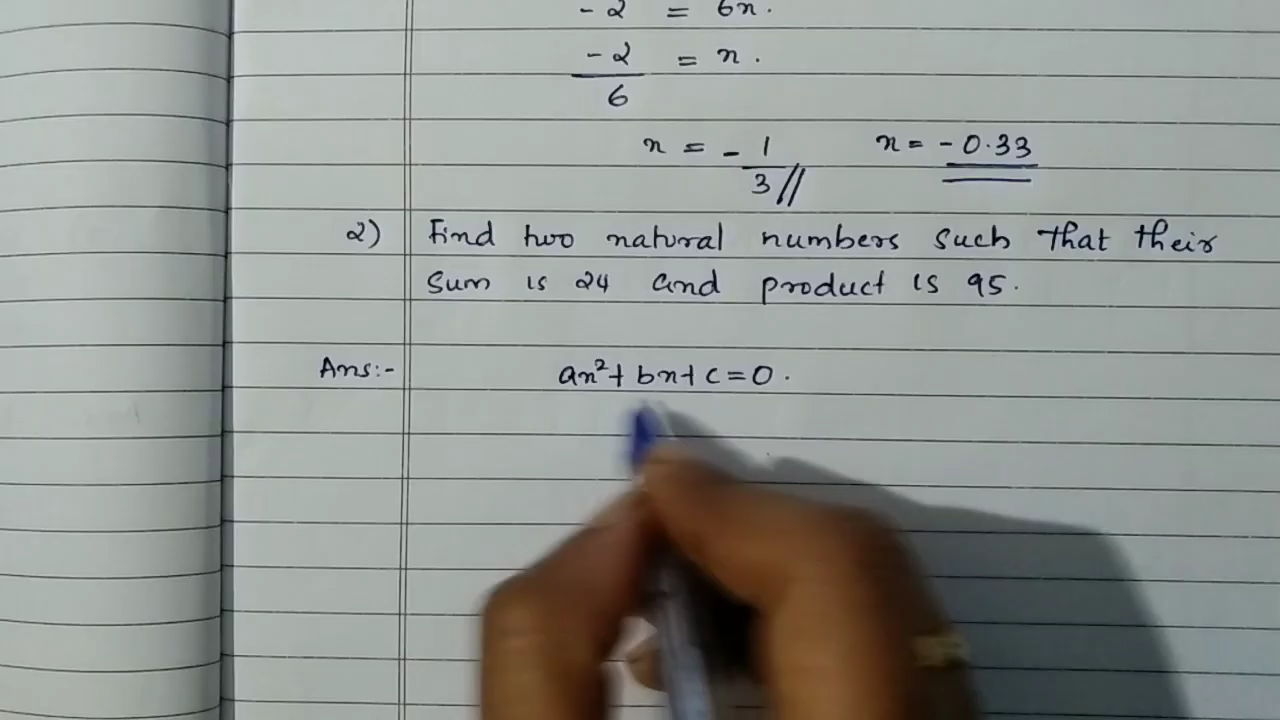 - 2 = 6x.
- 2 = x.
6
x = - 1 x = - 0.33
3 //
2) Find two natural numbers such that their
Sum is 24 and product is 95.
Ans:- ax²+ bx+ c=0.